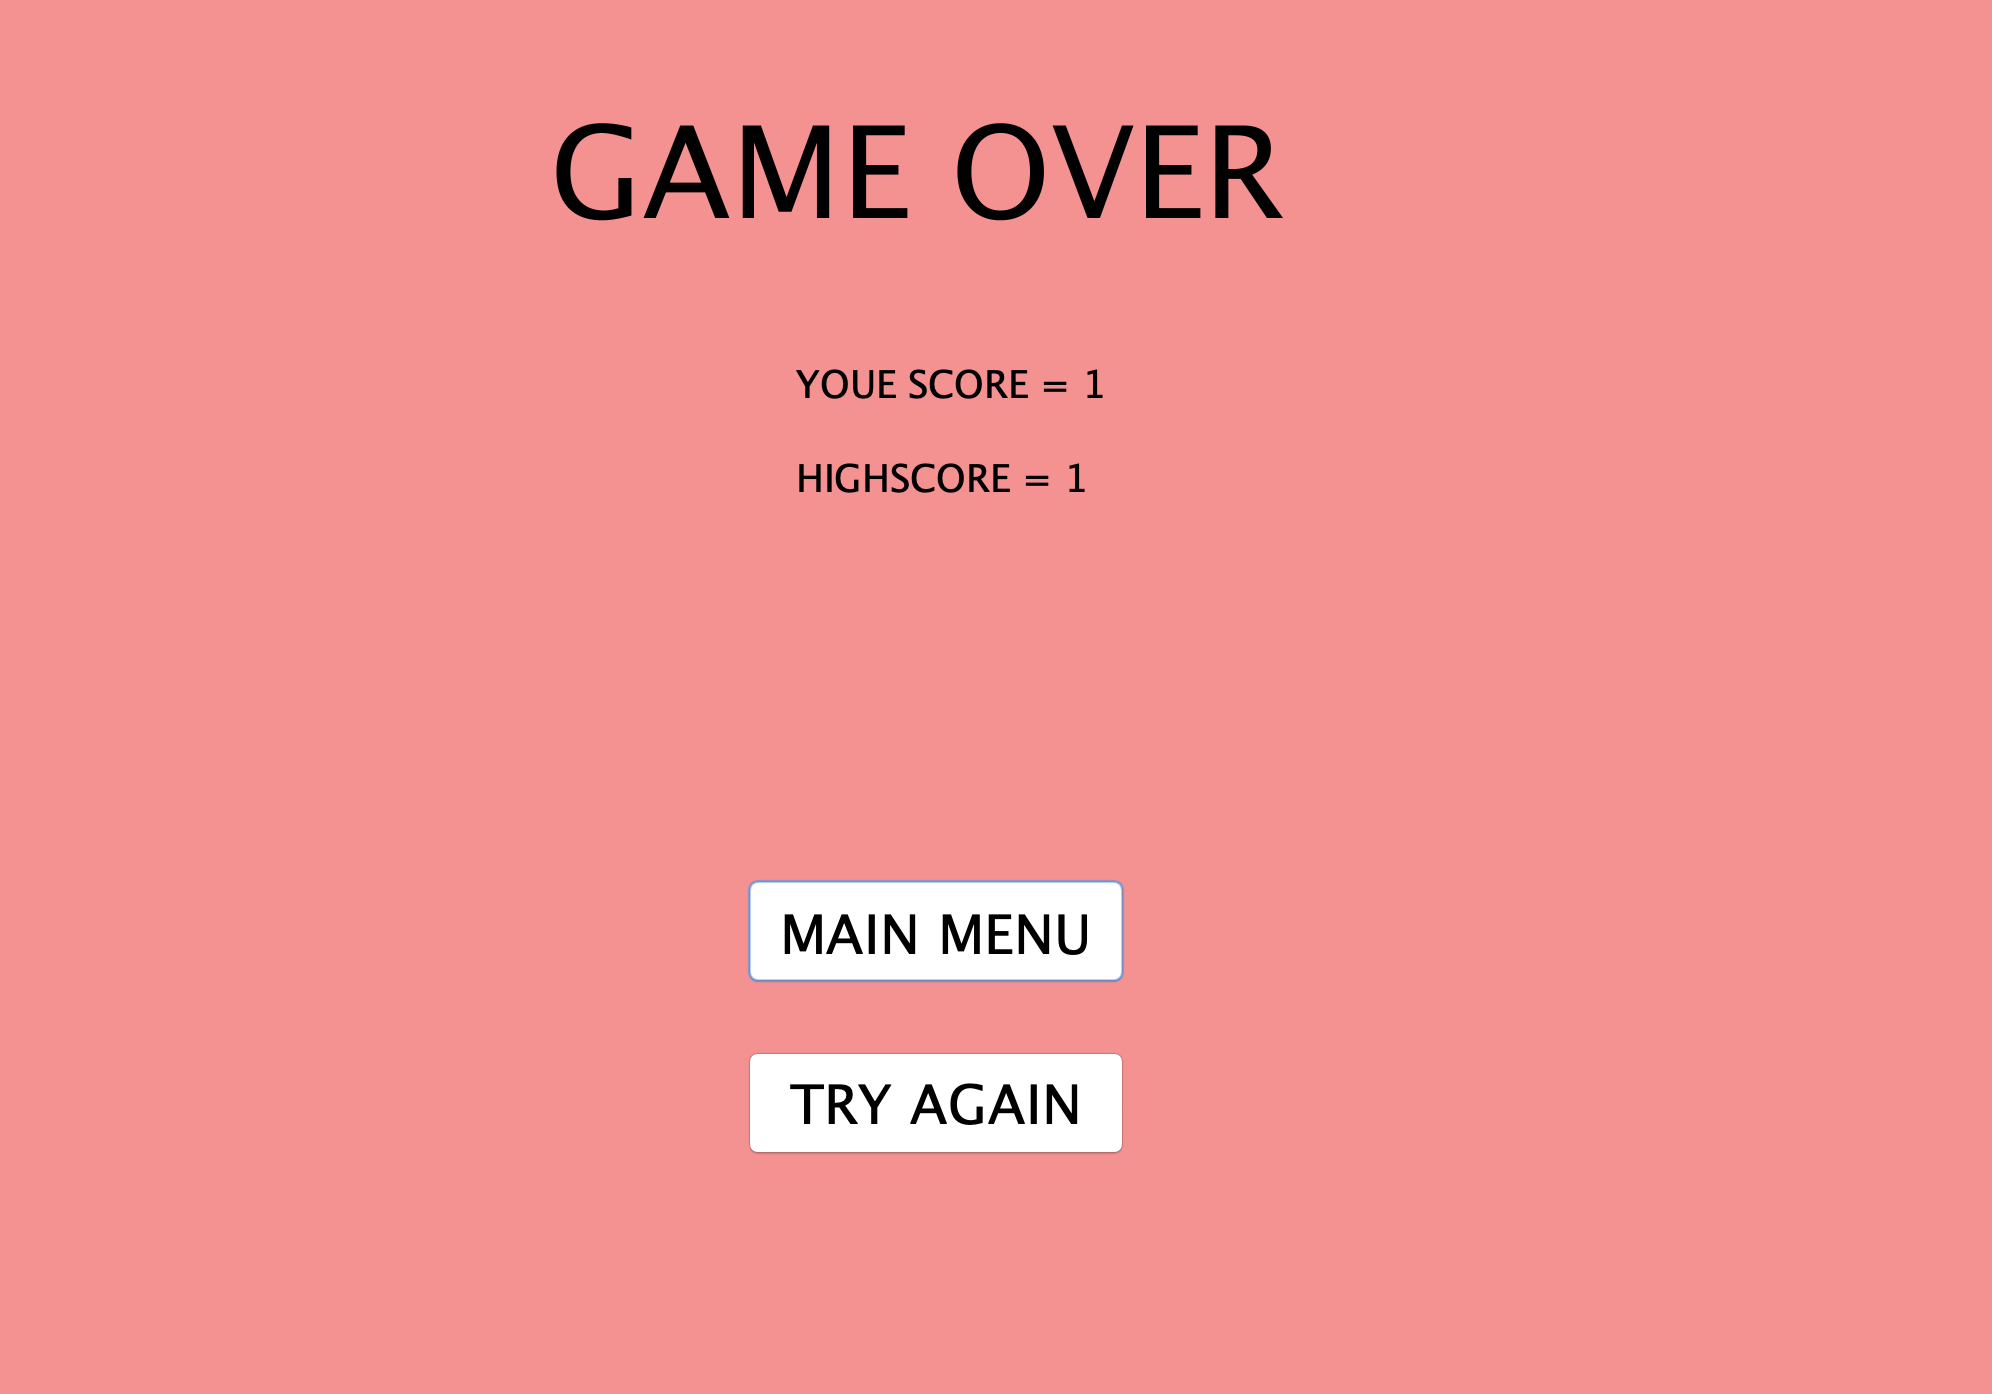 GAME OVER
YOUE SCORE = 1
HIGHSCORE = 1
MAIN MENU
TRY AGAIN